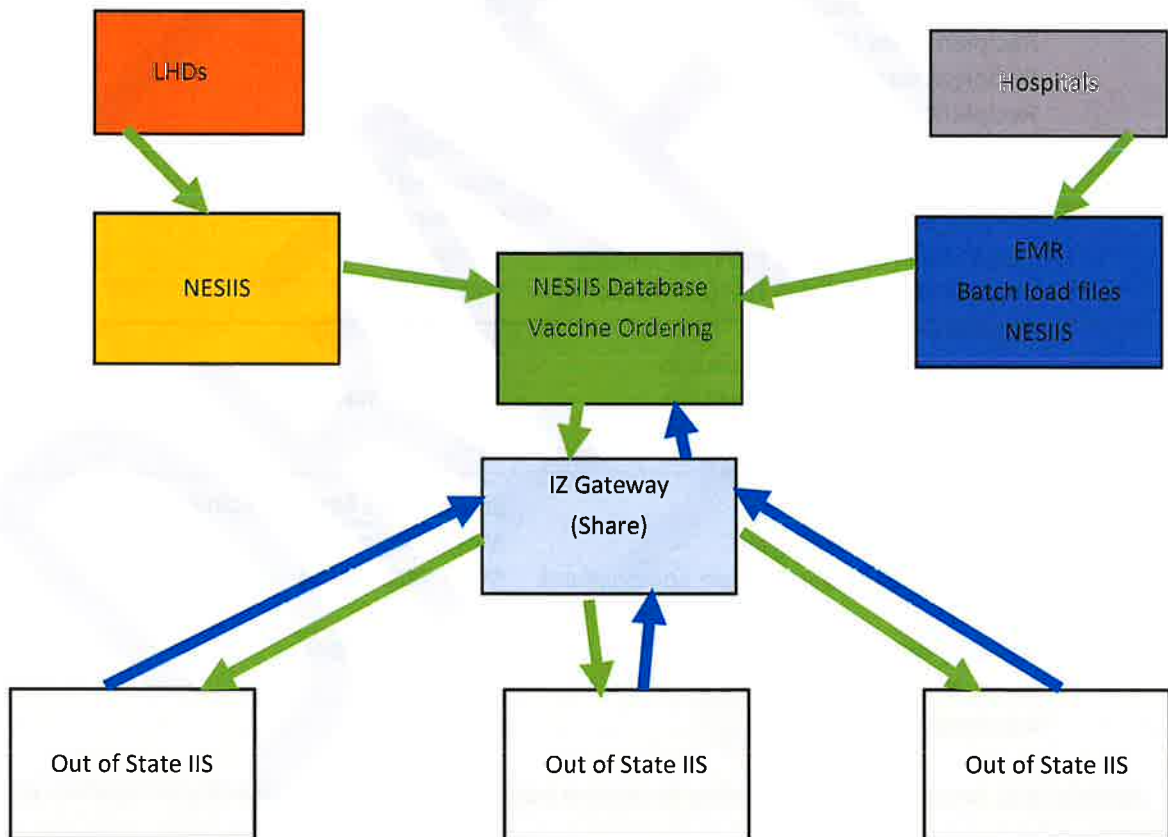 LHDs
Hospitals
NESIIS
NESIIS Database
Vaccine Ordering
EMR
Batch load files
NESIIS
IZ Gateway
(Share)
Out of State IIS
Out of State IIS
Out of State IIS